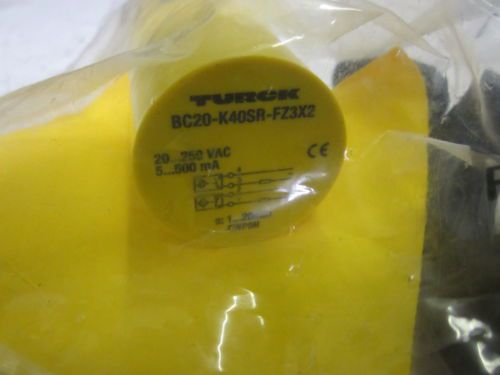 TURCK
BC20-K40SR-FZ3X2
20...250 VAC
5...500 mA
CE